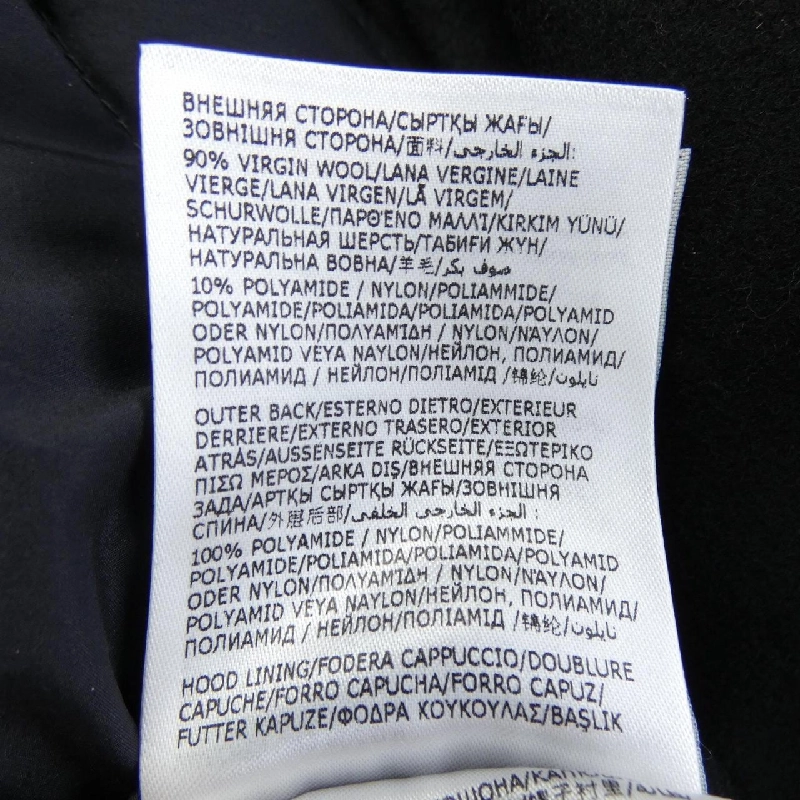 ВНЕШНЯЯ СТОРОНА/СЫРТҚЫ ЖАҒЫ/
ЗОВНІШНЯ СТОРОНА/面料/الجزء الخارجي:
90% VIRGIN WOOL/LANA VERGINE/LAINE
VIERGE/LANA VIRGEN/LÃ VIRGEM/
SCHURWOLLE/ΠΑΡΘΈΝΟ ΜΑΛΛΊ/KIRKIM YÜNÜ/
НАТУРАЛЬНАЯ ШЕРСТЬ/ТАБИҒИ ЖҮН/
НАТУРАЛЬНА ВОВНА/羊毛/صوف بكر
10% POLYAMIDE / NYLON/POLIAMMIDE/
POLYAMIDE/POLIAMIDA/POLIAMIDA/POLYAMID
ODER NYLON/ΠΟΛΥΑΜΊΔΗ / NYLON/ΝΆΥΛΟΝ/
POLYAMID VEYA NAYLON/НЕЙЛОН, ПОЛИАМИД/
ПОЛИАМИД / НЕЙЛОН/ПОЛІАМІД /锦纶/نايلون
OUTER BACK/ESTERNO DIETRO/EXTERIEUR
DERRIERE/EXTERNO TRASERO/EXTERIOR
ATRÁS/AUSSENSEITE RÜCKSEITE/ΕΞΩΤΕΡΙΚΟ
ΠΙΣΩ ΜΕΡΟΣ/ARKA DIŞ/ВНЕШНЯЯ СТОРОНА
ЗАДА/АРТҚЫ СЫРТҚЫ ЖАҒЫ/ЗОВНІШНЯ
СПИНА/外层后部/الجزء الخارجي الخلفي:
100% POLYAMIDE / NYLON/POLIAMMIDE/
POLYAMIDE/POLIAMIDA/POLIAMIDA/POLYAMID
ODER NYLON/ΠΟΛΥΑΜΊΔΗ / NYLON/ΝΆΥΛΟΝ/
POLYAMID VEYA NAYLON/НЕЙЛОН, ПОЛИАМИД/
ПОЛИАМИД / НЕЙЛОН/ПОЛІАМІД /锦纶/نايلون
HOOD LINING/FODERA CAPPUCCIO/DOUBLURE
CAPUCHE/FORRO CAPUCHA/FORRO CAPUZ/
FUTTER KAPUZE/ΦΟΔΡΑ ΚΟΥΚΟΥΛΑΣ/BAŞLIK